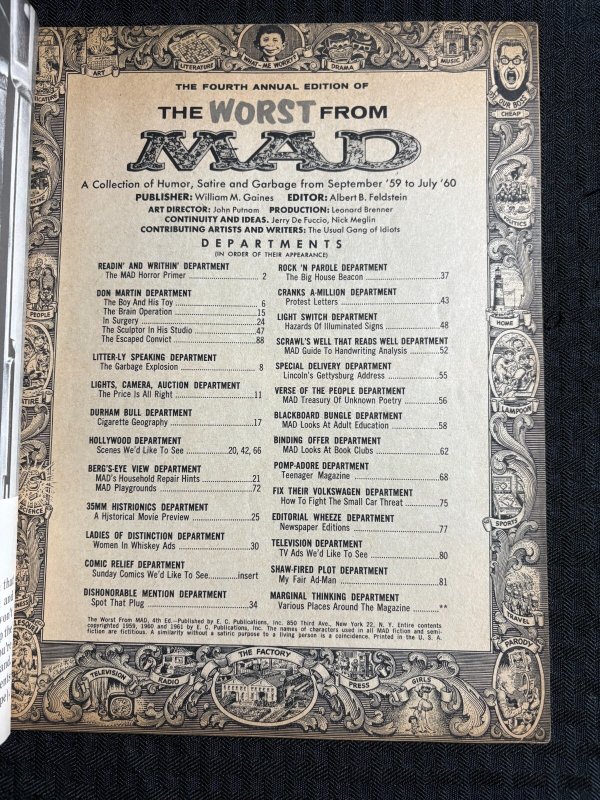 ART
LITERATURE
WHAT—ME WORRY?
DRAMA
MUSIC
OUR BOSS
CHEAP
THE FOURTH ANNUAL EDITION OF
THE WORST FROM
MAD
A Collection of Humor, Satire and Garbage from September '59 to July '60
PUBLISHER: William M. Gaines EDITOR: Albert B. Feldstein
ART DIRECTOR: John Putnam PRODUCTION: Leonard Brenner
CONTINUITY AND IDEAS. Jerry De Fuccio, Nick Meglin
CONTRIBUTING ARTISTS AND WRITERS: The Usual Gang of Idiots
DEPARTMENTS
(IN ORDER OF THEIR APPEARANCE)
READIN' AND WRITHIN' DEPARTMENT
The MAD Horror Primer 2
DON MARTIN DEPARTMENT
The Boy And His Toy 6
The Brain Operation 15
In Surgery 24
The Sculptor In His Studio 47
The Escaped Convict 88
LITTER-LY SPEAKING DEPARTMENT
The Garbage Explosion 8
LIGHTS, CAMERA, AUCTION DEPARTMENT
The Price Is All Right 11
DURHAM BULL DEPARTMENT
Cigarette Geography 17
HOLLYWOOD DEPARTMENT
Scenes We'd Like To See 20, 42, 66
BERG'S-EYE VIEW DEPARTMENT
MAD's Household Repair Hints 21
MAD Playgrounds 72
35MM HISTRIONICS DEPARTMENT
A Hjstorical Movie Preview 25
LADIES OF DISTINCTION DEPARTMENT
Women In Whiskey Ads 30
COMIC RELIEF DEPARTMENT
Sunday Comics We'd Like To See insert
DISHONORABLE MENTION DEPARTMENT
Spot That Plug 34
ROCK 'N PAROLE DEPARTMENT
The Big House Beacon 37
CRANKS A-MILLION DEPARTMENT
Protest Letters 43
LIGHT SWITCH DEPARTMENT
Hazards Of Illuminated Signs 48
SCRAWL'S WELL THAT READS WELL DEPARTMENT
MAD Guide To Handwriting Analysis 52
SPECIAL DELIVERY DEPARTMENT
Lincoln's Gettysburg Address 55
VERSE OF THE PEOPLE DEPARTMENT
MAD Treasury Of Unknown Poetry 56
BLACKBOARD BUNGLE DEPARTMENT
MAD Looks At Adult Education 58
BINDING OFFER DEPARTMENT
MAD Looks At Book Clubs 62
POMP-ADORE DEPARTMENT
Teenager Magazine 68
FIX THEIR VOLKSWAGEN DEPARTMENT
How To Fight The Small Car Threat 75
EDITORIAL WHEEZE DEPARTMENT
Newspaper Editions 77
TELEVISION DEPARTMENT
TV Ads We'd Like To See 80
SHAW-FIRED PLOT DEPARTMENT
My Fair Ad-Man 81
MARGINAL THINKING DEPARTMENT
Various Places Around The Magazine **
The Worst From MAD, 4th Ed.—Published by E. C. Publications, Inc. 850 Third Ave., New York 22, N. Y. Entire contents
copyrighted 1959, 1960 and 1961 by E. C. Publications, Inc. The names of characters used in all MAD fiction and semi-
fiction are fictitious. A similarity without a satiric purpose to a living person is a coincidence. Printed in the U. S. A.
PEOPLE
HOME
LAMPOON
SPORTS
TRAVEL
PARODY
TELEVISION
RADIO
THE FACTORY
PRESS
GIRLS